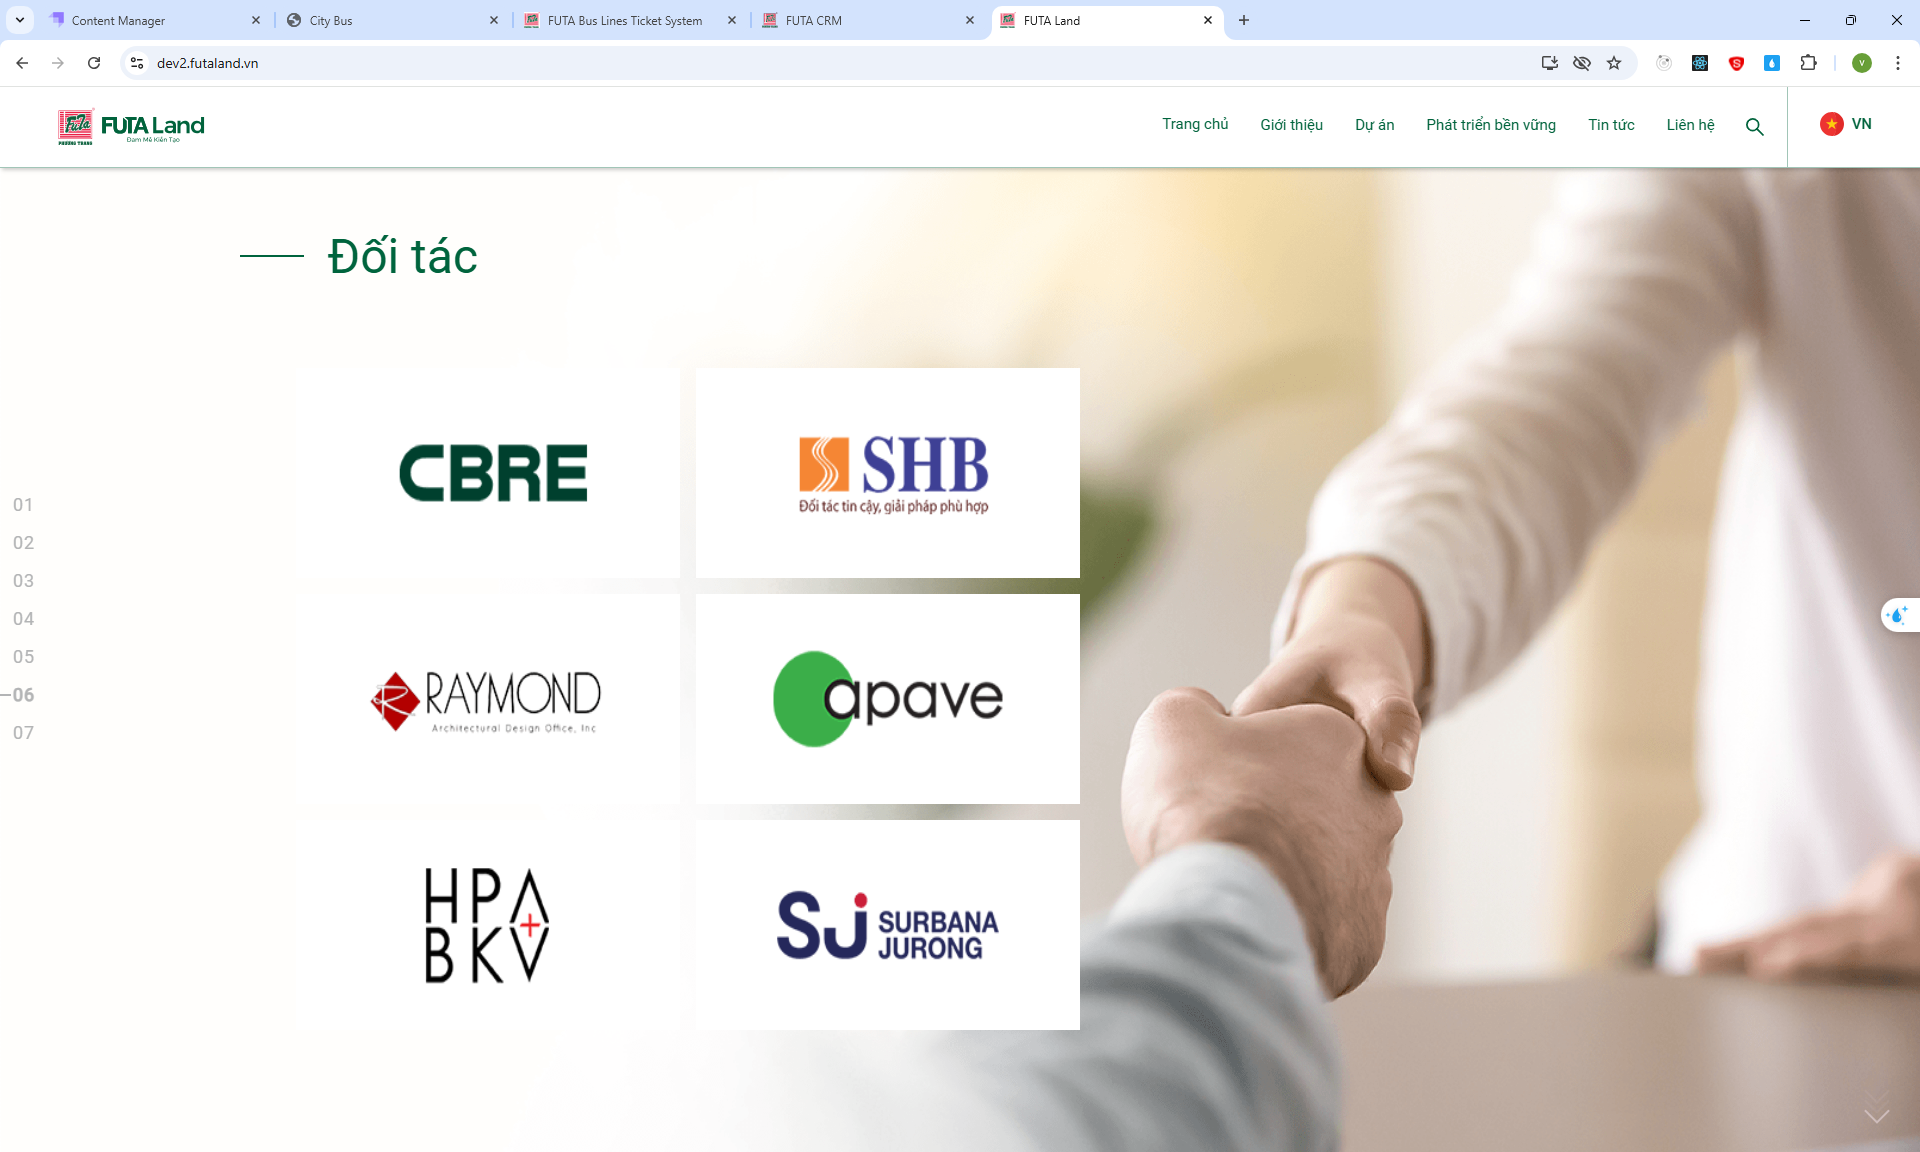 Content Manager
City Bus
FUTA Bus Lines Ticket System
FUTA CRM
FUTA Land
dev2.futaland.vn
V
FUTA
PHƯƠNG TRANG
FUTA Land
Đam Mê Kiến Tạo
Trang chủ
Giới thiệu
Dự án
Phát triển bền vững
Tin tức
Liên hệ
VN
Đối tác
01
02
03
04
05
06
07
CBRE
SHB
Đối tác tin cậy, giải pháp phù hợp
R RAYMOND
Architectural Design Office, Inc
apave
HPA
BKV
SJ SURBANA
JURONG